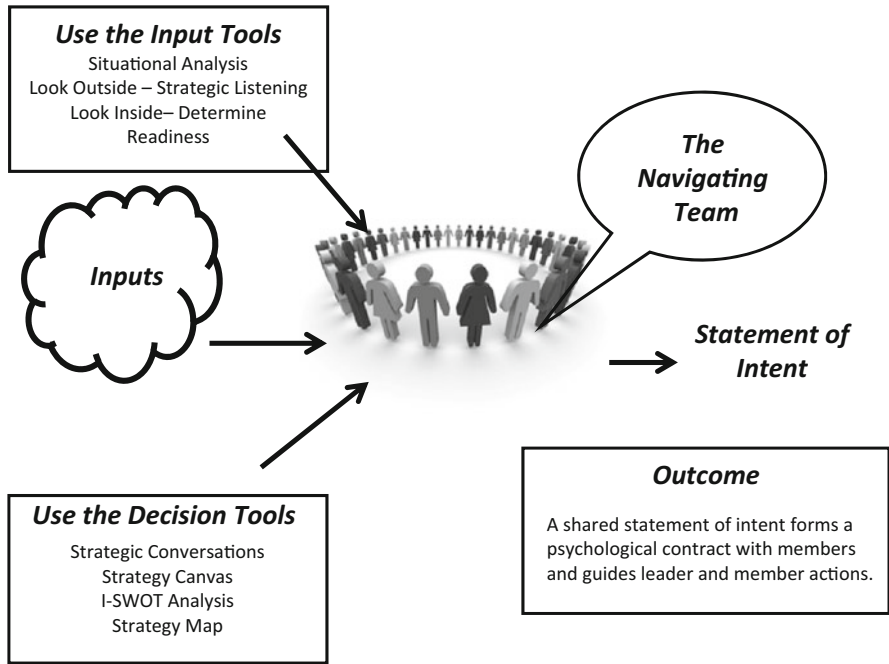 Use the Input Tools
Situational Analysis
Look Outside – Strategic Listening
Look Inside– Determine
Readiness
The
Navigating
Team
Inputs
Statement of
Intent
Use the Decision Tools
Strategic Conversations
Strategy Canvas
I-SWOT Analysis
Strategy Map
Outcome
A shared statement of intent forms a
psychological contract with members
and guides leader and member actions.